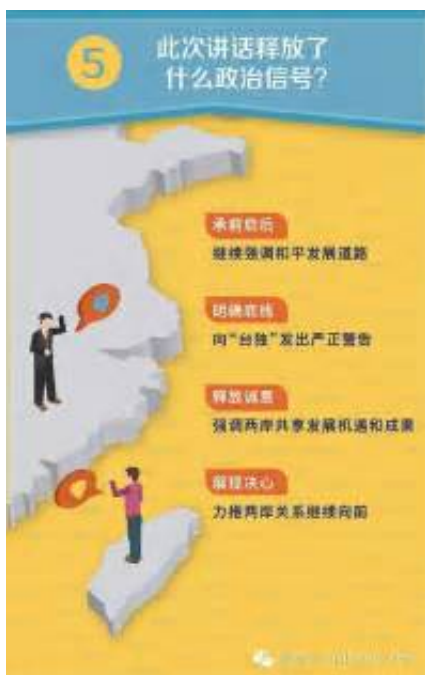 5
此次讲话释放了
什么政治信号？
承前启后
继续强调和平发展道路
明确底线
向“台独”发出严正警告
释放诚意
强调两岸共享发展机遇和成果
展现决心
力推两岸关系继续向前